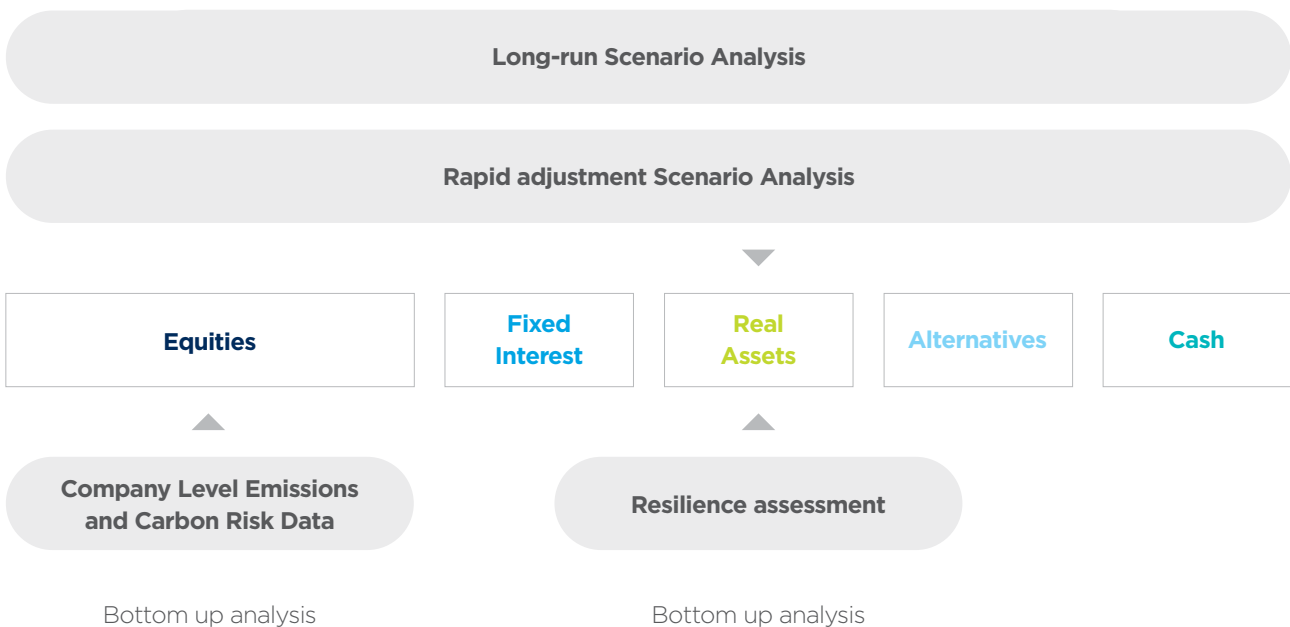 Long-run Scenario Analysis
Rapid adjustment Scenario Analysis
Equities
Fixed
Interest
Real
Assets
Alternatives
Cash
Company Level Emissions
and Carbon Risk Data
Resilience assessment
Bottom up analysis
Bottom up analysis